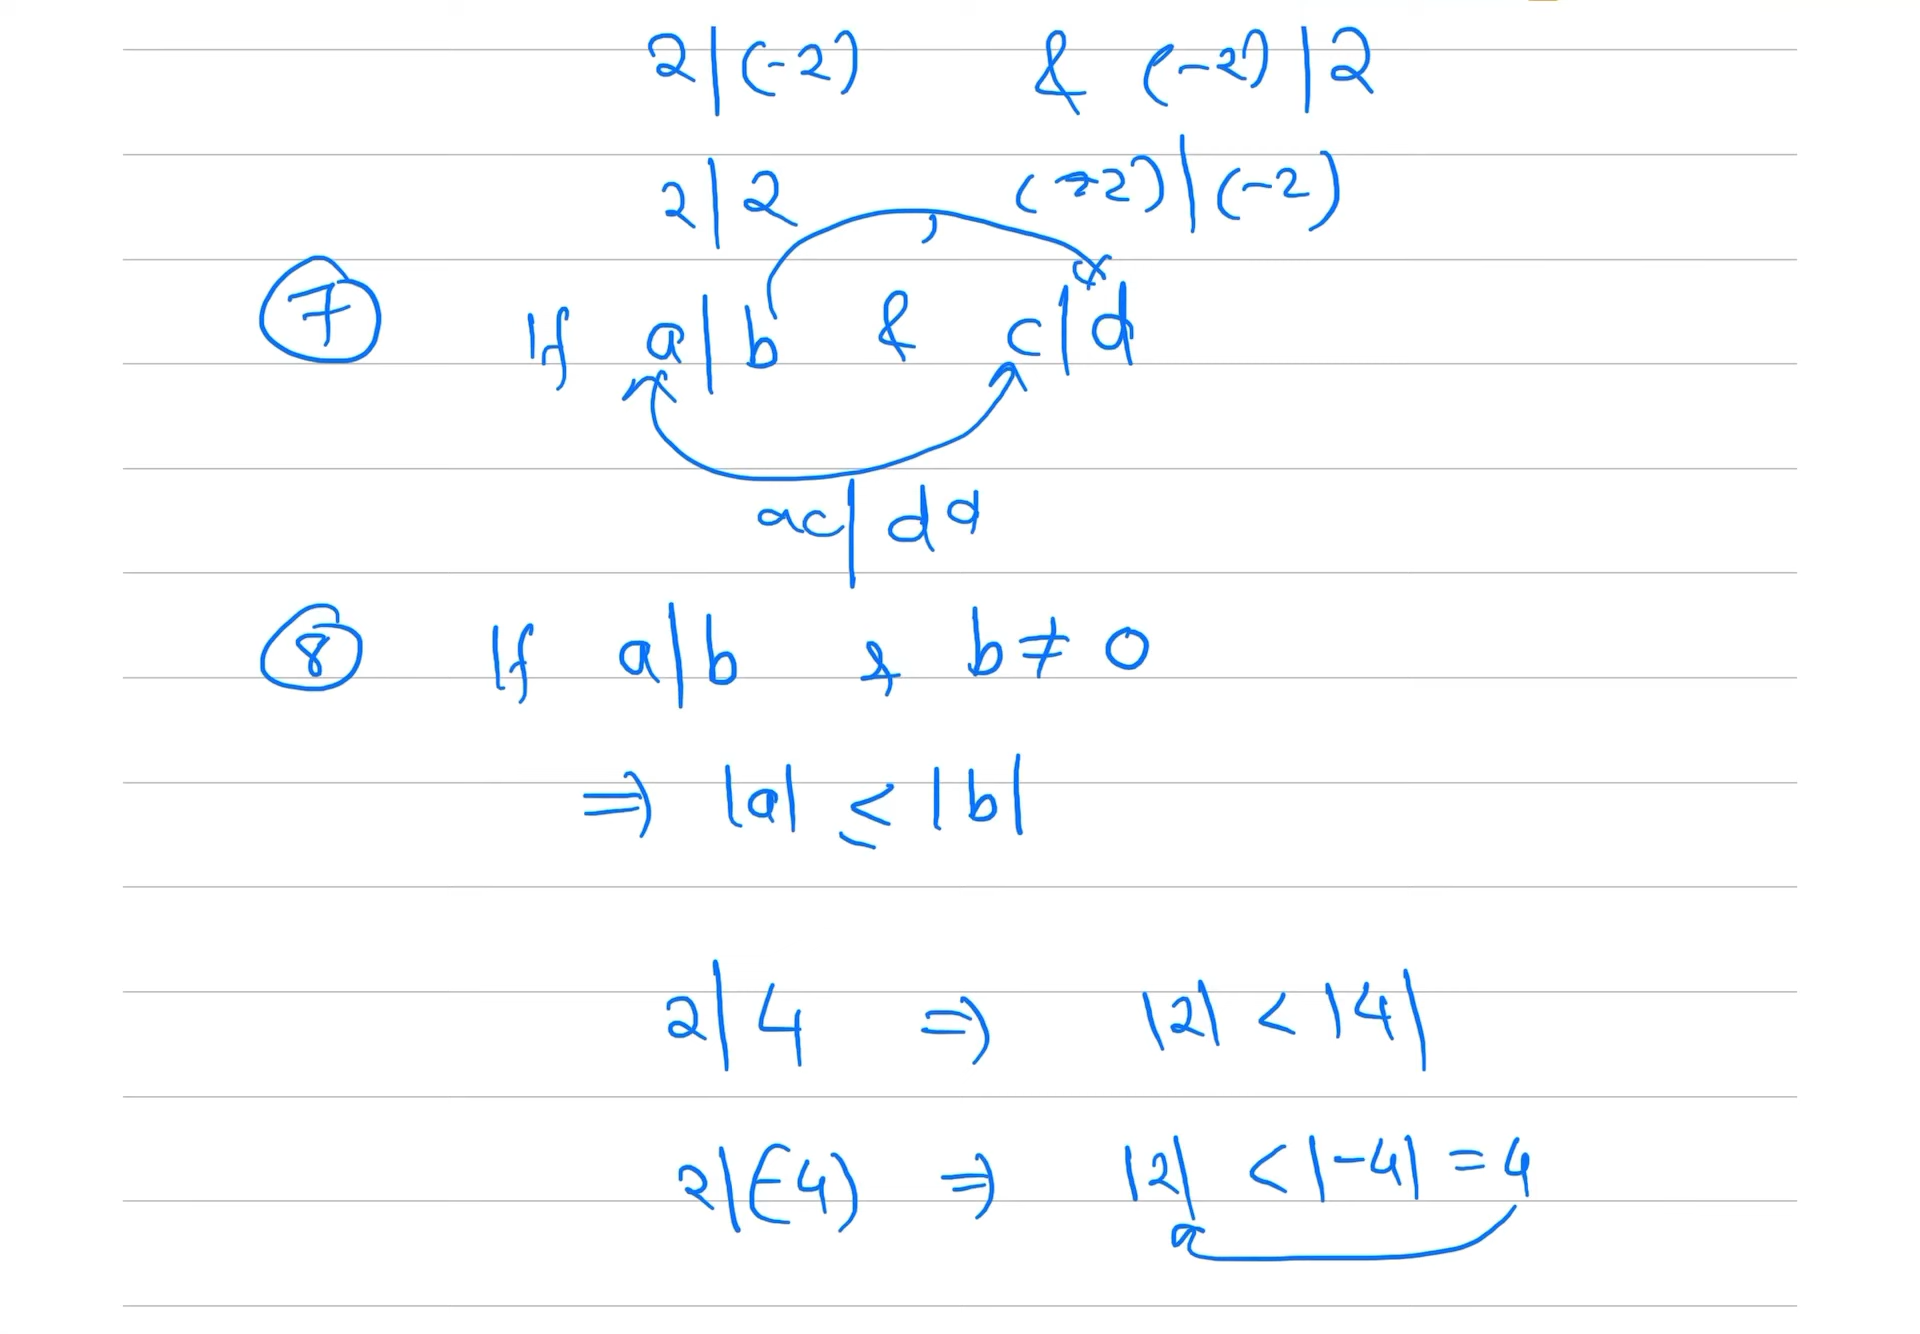 2|(-2) & (-2)|2
2|2 , (-2)|(-2)
⑦ If a|b & c|d
ac|dd
⑧ If a|b & b≠0
⇒ |a| ≤ |b|
2|4 ⇒ |2| < |4|
2|(-4) ⇒ |2| < |-4| = 4